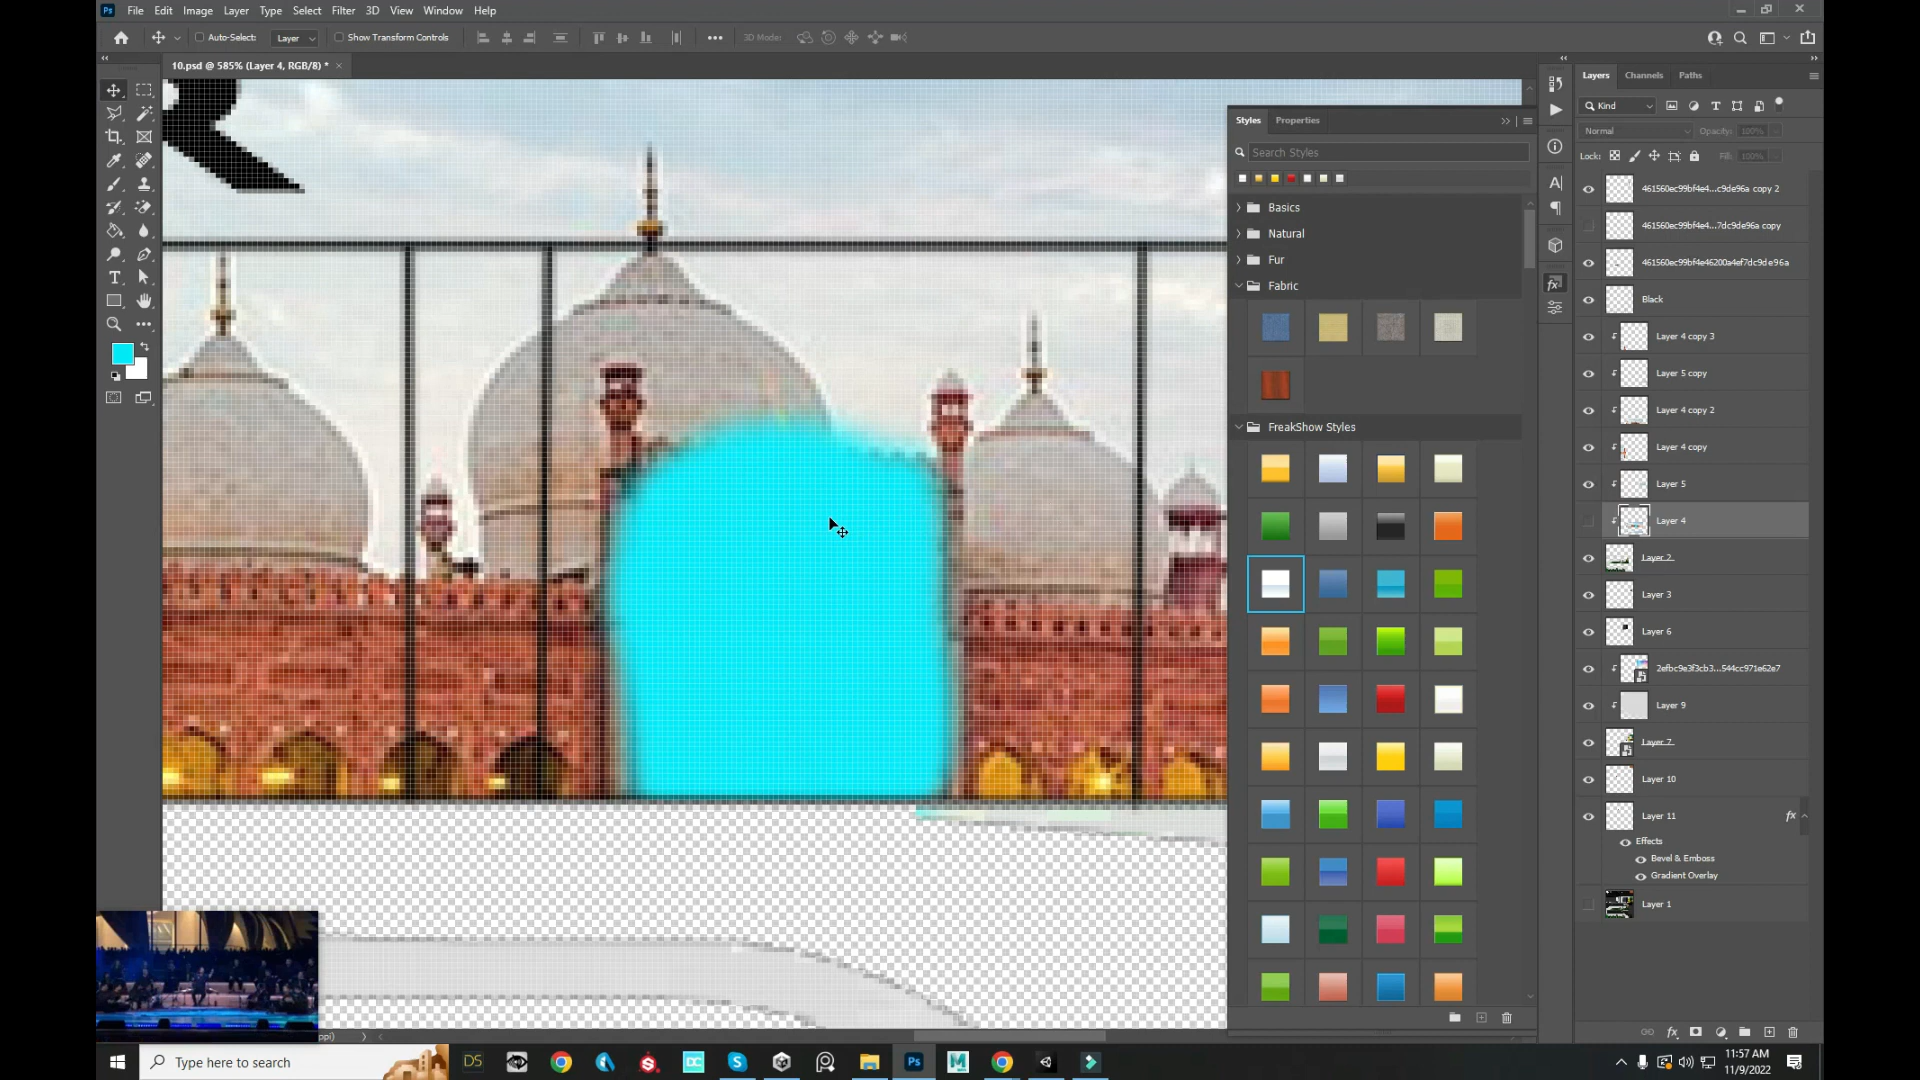 Ps File Edit Image Layer Type Select Filter 3D View Window Help
Auto-Select: Layer Show Transform Controls 3D Mode:
10.psd @ 585% (Layer 4, RGB/8) * ×
Styles Properties
Search Styles
Basics
Natural
Fur
Fabric
FreakShow Styles
Layers Channels Paths
Kind
Normal Opacity: 100%
Lock: Fill: 100%
461560ec99bf4e4...c9de96a copy 2
461560ec99bf4e4...7dc9de96a copy
461560ec99bf4e46200a4ef7dc9de96a
Black
Layer 4 copy 3
Layer 5 copy
Layer 4 copy 2
Layer 4 copy
Layer 5
Layer 4
Layer 2
Layer 3
Layer 6
2efbc9e3f3cb3...544cc971e62e7
Layer 9
Layer 7
Layer 10
Layer 11 fx
Effects
Bevel & Emboss
Gradient Overlay
Layer 1
ppi)
Type here to search
DS
DC
Ps
11:57 AM
11/9/2022